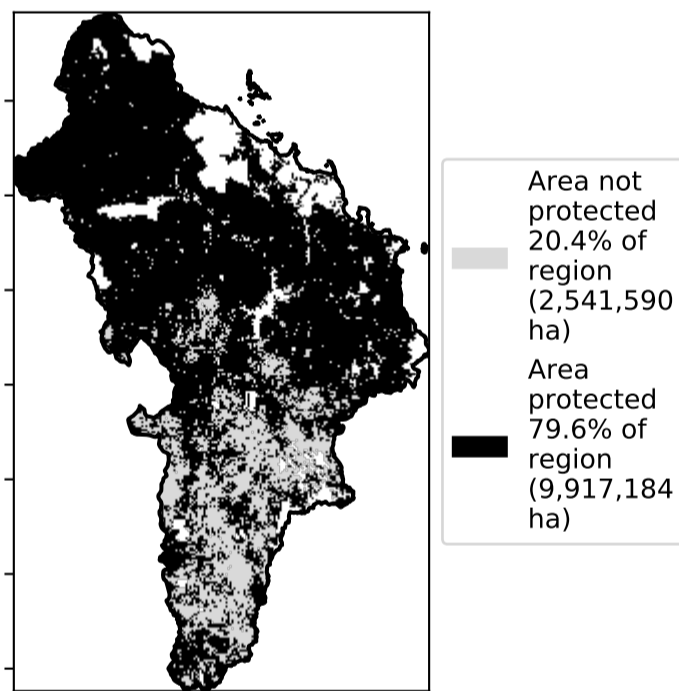 Area not
protected
20.4% of
region
(2,541,590
ha)
Area
protected
79.6% of
region
(9,917,184
ha)